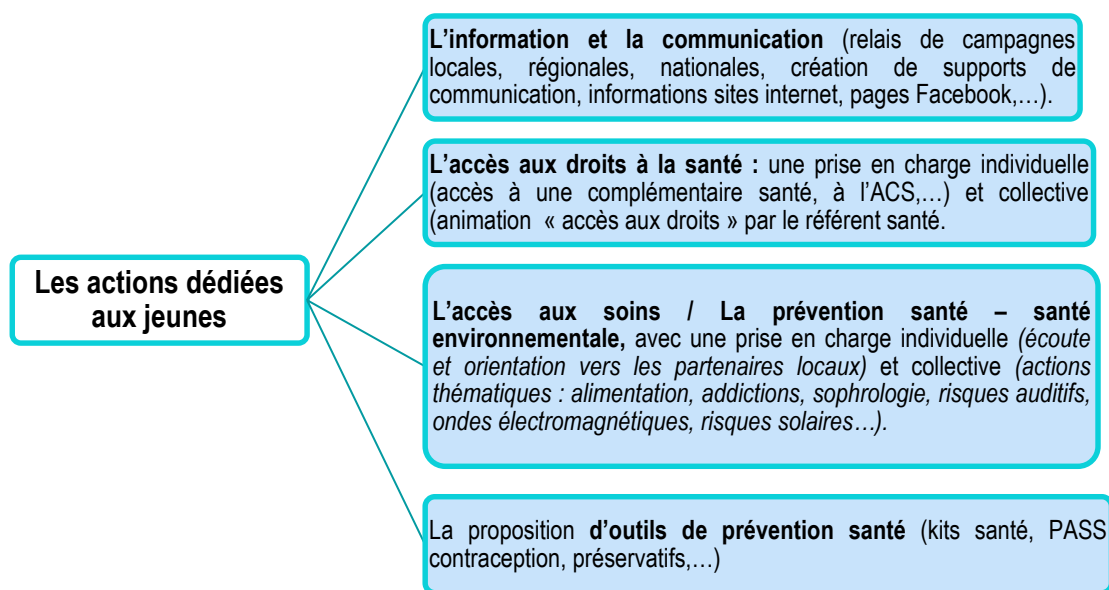 L'information et la communication (relais de campagnes
locales, régionales, nationales, création de supports de
communication, informations sites internet, pages Facebook,…).
L'accès aux droits à la santé : une prise en charge individuelle
(accès à une complémentaire santé, à l'ACS,…) et collective
(animation « accès aux droits » par le référent santé.
Les actions dédiées
aux jeunes
L'accès aux soins / La prévention santé – santé
environnementale, avec une prise en charge individuelle (écoute
et orientation vers les partenaires locaux) et collective (actions
thématiques : alimentation, addictions, sophrologie, risques auditifs,
ondes électromagnétiques, risques solaires…).
La proposition d'outils de prévention santé (kits santé, PASS
contraception, préservatifs,…)